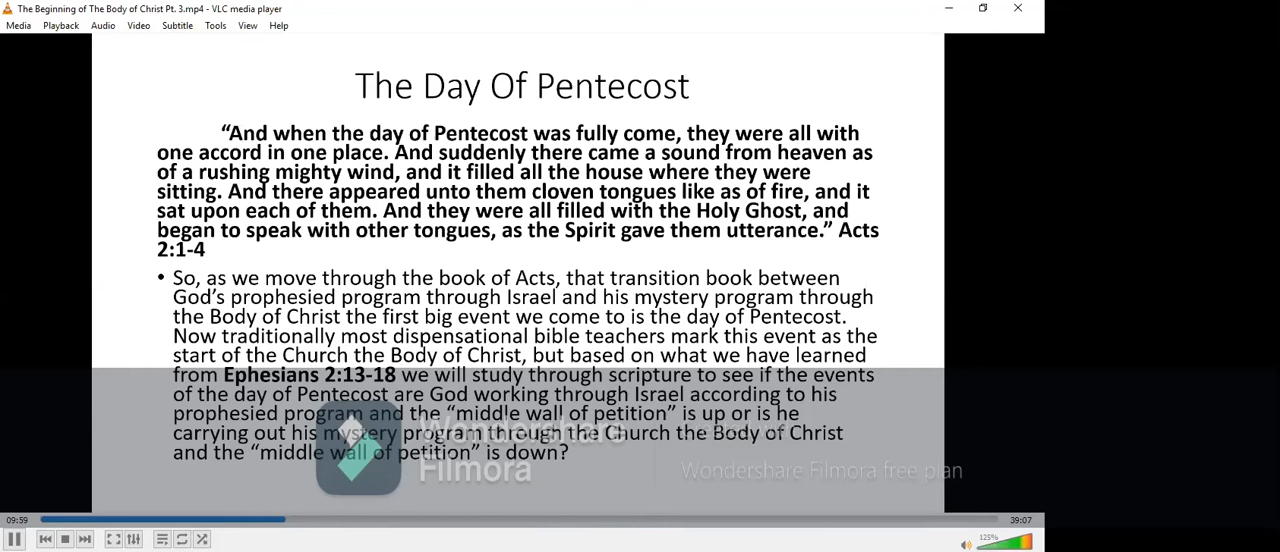 The Beginning of The Body of Christ Pt. 3.mp4 - VLC media player
Media Playback Audio Video Subtitle Tools View Help
The Day Of Pentecost
“And when the day of Pentecost was fully come, they were all with
one accord in one place. And suddenly there came a sound from heaven as
of a rushing mighty wind, and it filled all the house where they were
sitting. And there appeared unto them cloven tongues like as of fire, and it
sat upon each of them. And they were all filled with the Holy Ghost, and
began to speak with other tongues, as the Spirit gave them utterance.” Acts
2:1-4
• So, as we move through the book of Acts, that transition book between
God’s prophesied program through Israel and his mystery program through
the Body of Christ the first big event we come to is the day of Pentecost.
Now traditionally most dispensational bible teachers mark this event as the
start of the Church the Body of Christ, but based on what we have learned
from Ephesians 2:13-18 we will study through scripture to see if the events
of the day of Pentecost are God working through Israel according to his
prophesied program and the “middle wall of petition” is up or is he
carrying out his mystery program through the Church the Body of Christ
and the “middle wall of petition” is down?
Wondershare
Filmora
Wondershare Filmora free plan
09:59
39:07
125%